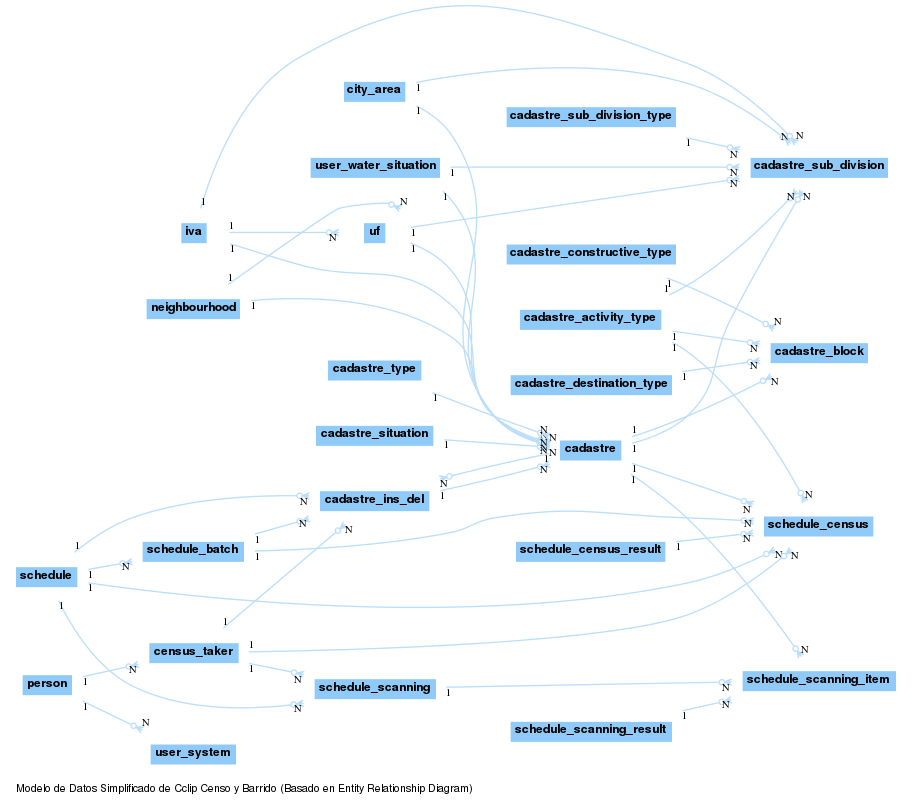 city_area
cadastre_sub_division_type
user_water_situation
cadastre_sub_division
iva
uf
cadastre_constructive_type
neighbourhood
cadastre_activity_type
cadastre_block
cadastre_type
cadastre_destination_type
cadastre_situation
cadastre
cadastre_ins_del
schedule_census
schedule_batch
schedule_census_result
schedule
census_taker
person
schedule_scanning
schedule_scanning_item
schedule_scanning_result
user_system
Modelo de Datos Simplificado de Cclip Censo y Barrido (Basado en Entity Relationship Diagram)